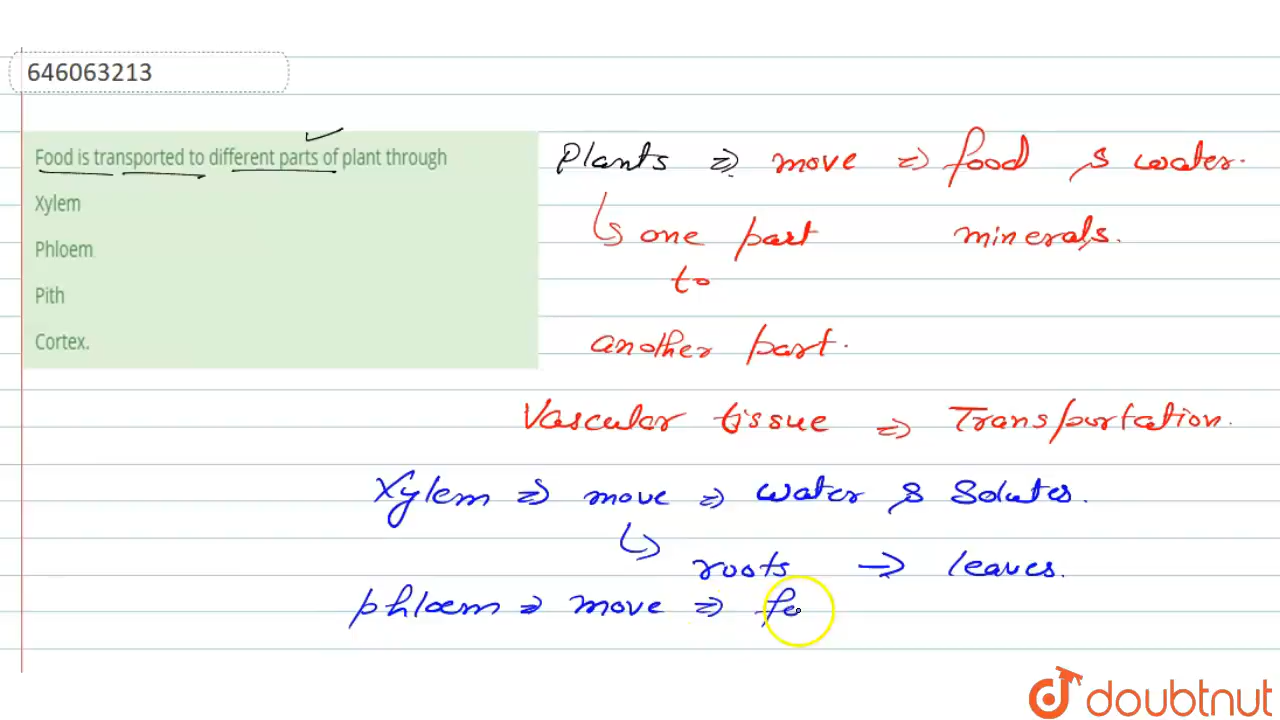 646063213
Food is transported to different parts of plant through
Xylem
Phloem
Pith
Cortex.
Plants ⇒ move ⇒ food & water.
↳ one part minerals.
to
another part.
Vascular tissue ⇒ Transportation.
Xylem ⇒ move ⇒ water & Solutes.
↳ roots → leaves.
phloem ⇒ move ⇒ fo
doubtnut